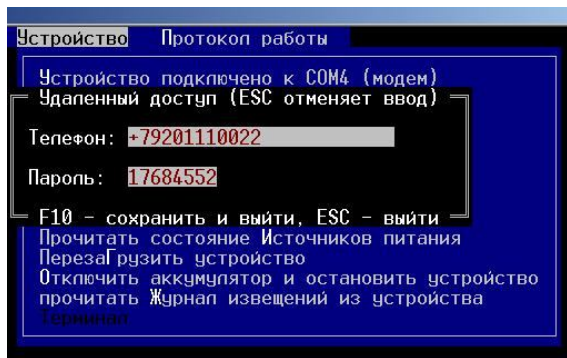 Устройство Протокол работы
Устройство подключено к COM4 (модем)
Удаленный доступ (ESC отменяет ввод)
Телефон: +79201110022
Пароль: 17684552
F10 - сохранить и выйти, ESC - выйти
Прочитать состояние Источников питания
ПерезаГрузить устройство
Отключить аккумулятор и остановить устройство
прочитать Журнал извещений из устройства
Терминал